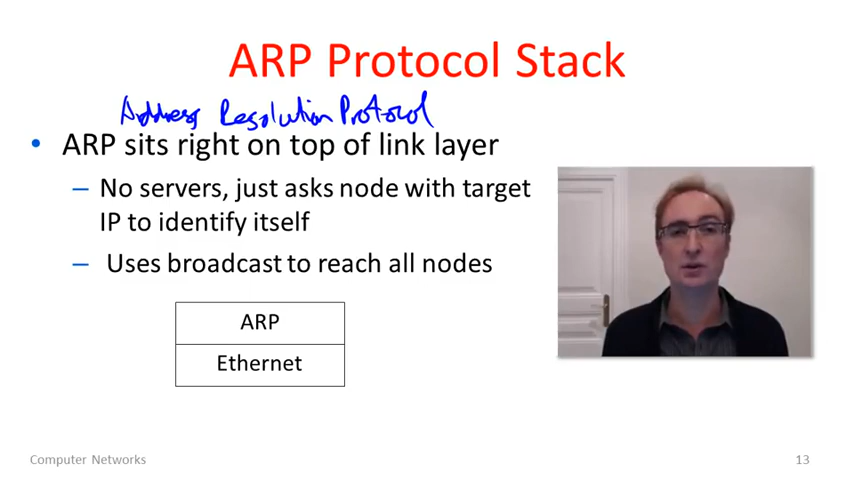 ARP Protocol Stack
Address Resolution Protocol
• ARP sits right on top of link layer
– No servers, just asks node with target
IP to identify itself
– Uses broadcast to reach all nodes
ARP
Ethernet
Computer Networks
13